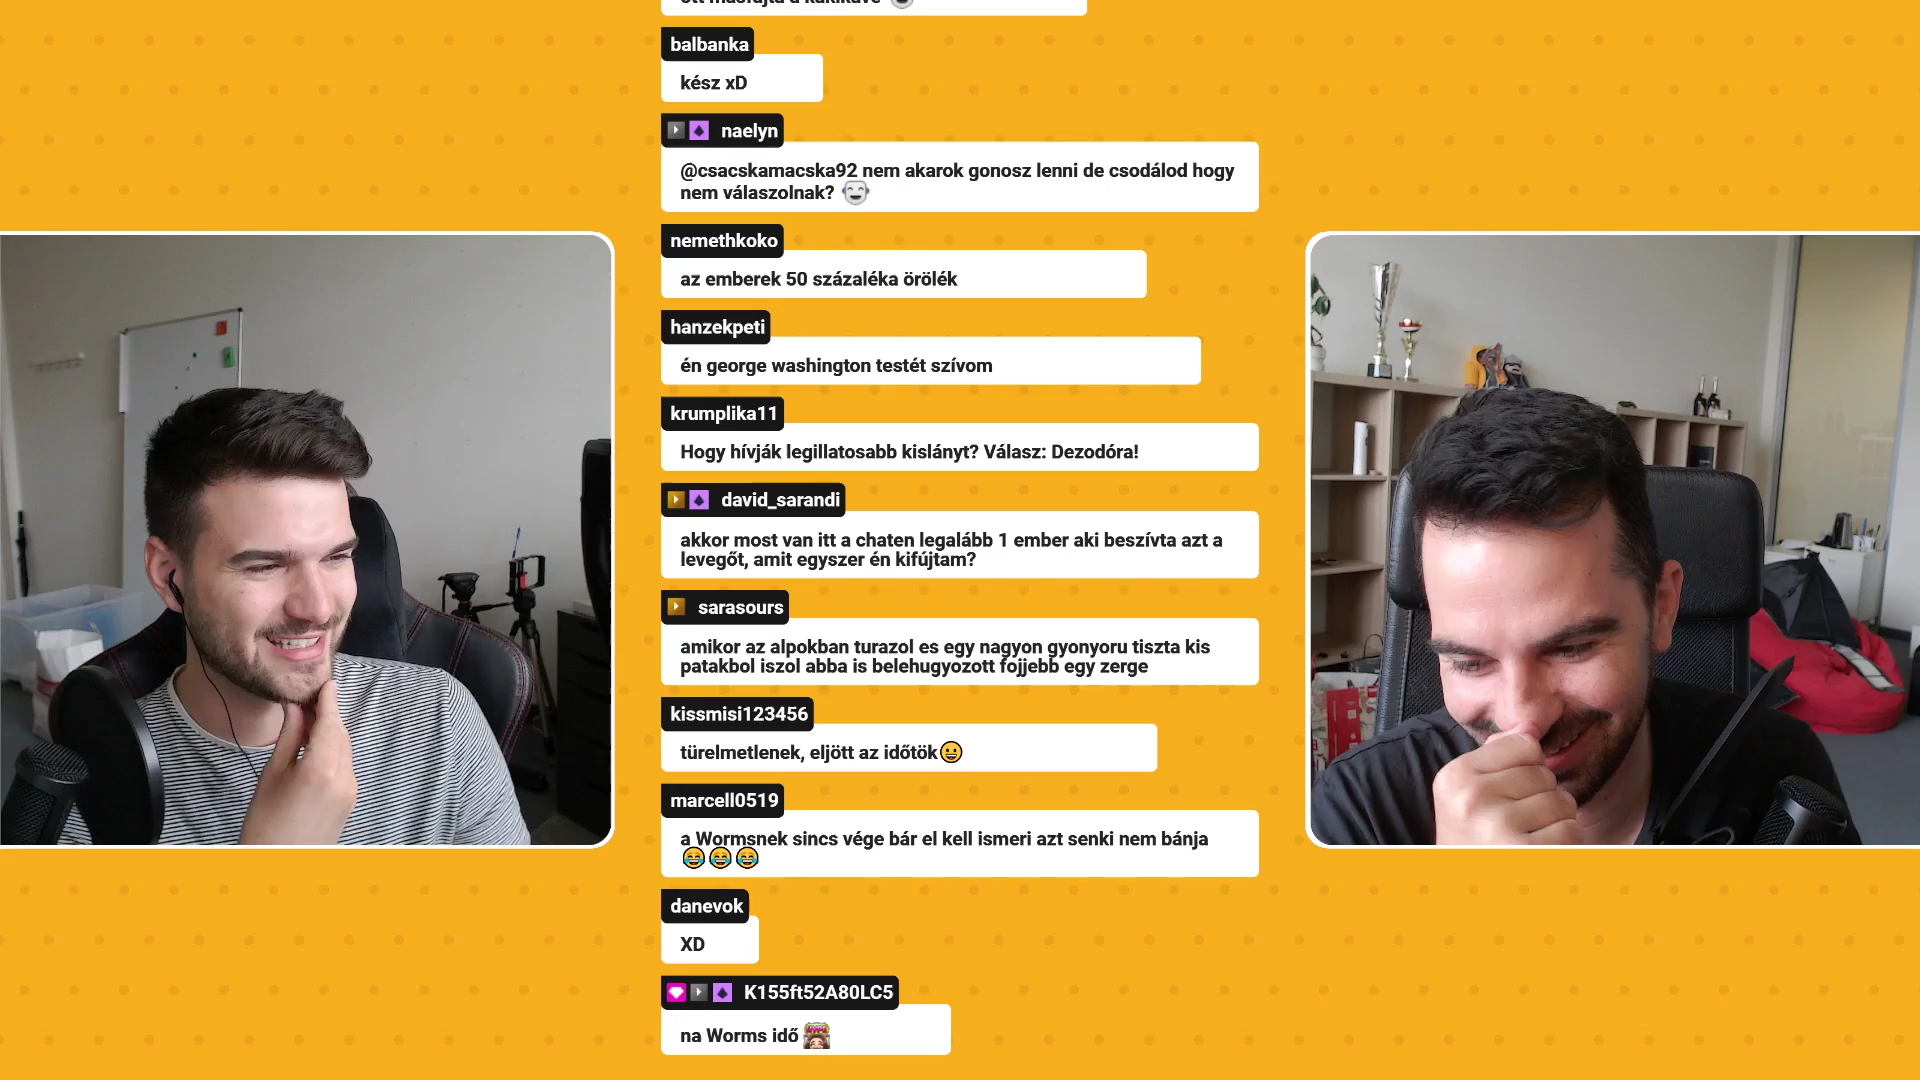 balbanka
kész xD
naelyn
@csacskamacska92 nem akarok gonosz lenni de csodálod hogy
nem válaszolnak?
nemethkoko
az emberek 50 százaléka örölék
hanzekpeti
én george washington testét szívom
krumplika11
Hogy hívják legillatosabb kislányt? Válasz: Dezodóra!
david_sarandi
akkor most van itt a chaten legalább 1 ember aki beszívta azt a
levegőt, amit egyszer én kifújtam?
sarasours
amikor az alpokban turazol es egy nagyon gyonyoru tiszta kis
patakbol iszol abba is belehugyozott fojjebb egy zerge
kissmisi123456
türelmetlenek, eljött az időtök😀
marcell0519
a Wormsnek sincs vége bár el kell ismeri azt senki nem bánja
😂😂😂
danevok
XD
K155ft52A80LC5
na Worms idő